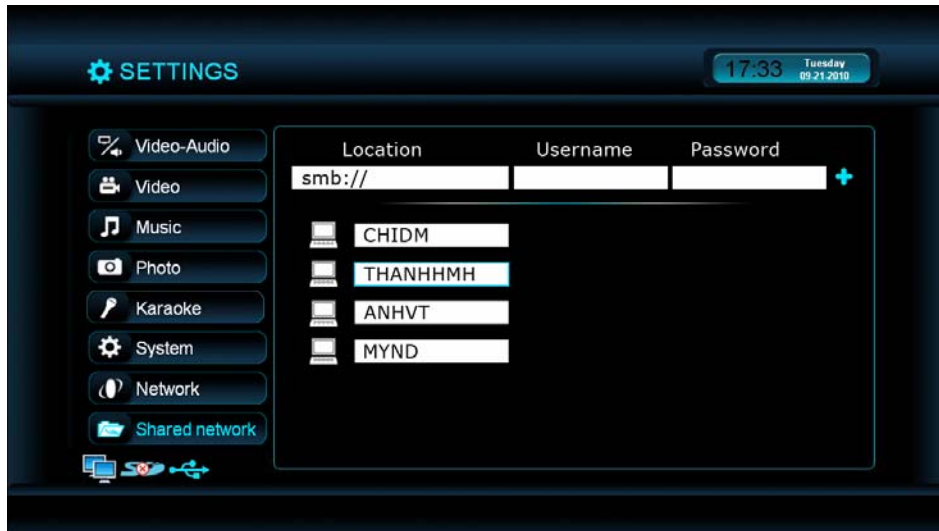 SETTINGS
17:33 Tuesday
09.21.2010
Video-Audio
Video
Music
Photo
Karaoke
System
Network
Shared network
Location Username Password
smb://
CHIDM
THANHHMH
ANHVT
MYND